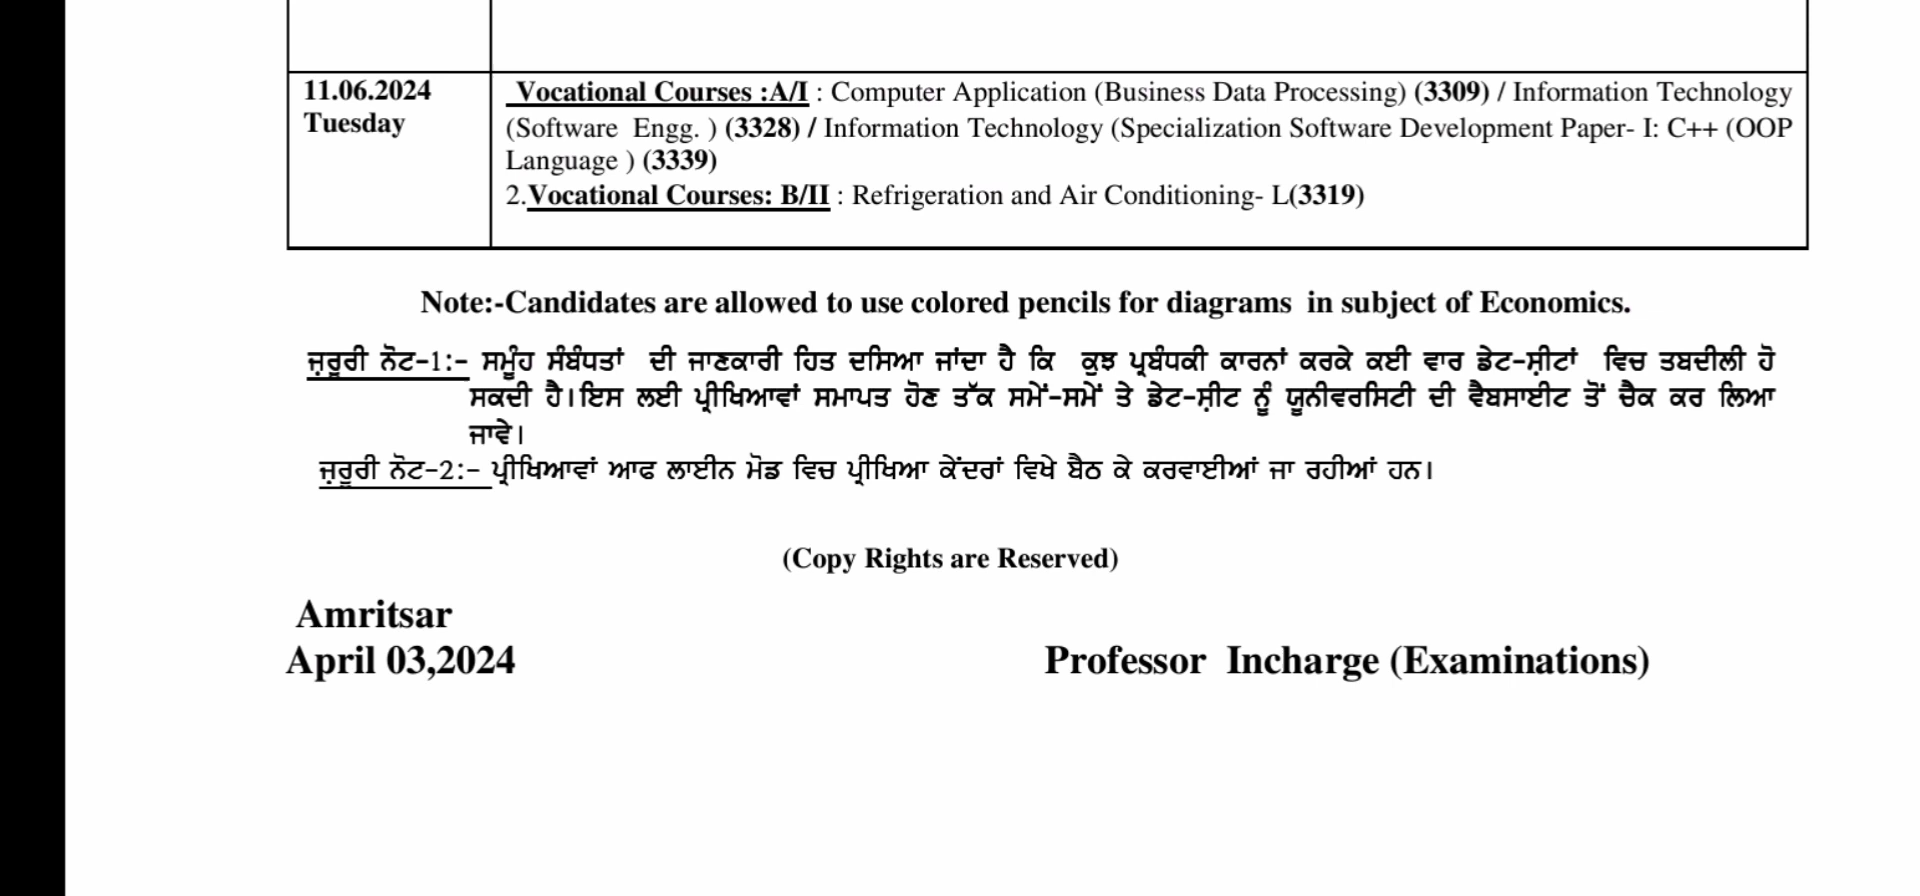 11.06.2024
Tuesday
Vocational Courses :A/I : Computer Application (Business Data Processing) (3309) / Information Technology
(Software Engg. ) (3328) / Information Technology (Specialization Software Development Paper- I: C++ (OOP
Language ) (3339)
2.Vocational Courses: B/II : Refrigeration and Air Conditioning- L(3319)
Note:-Candidates are allowed to use colored pencils for diagrams in subject of Economics.
ਜ਼ਰੂਰੀ ਨੋਟ-1:- ਸਮੂੰਹ ਸੰਬੰਧਤਾਂ ਦੀ ਜਾਣਕਾਰੀ ਹਿਤ ਦਸਿਆ ਜਾਂਦਾ ਹੈ ਕਿ ਕੁਝ ਪ੍ਰਬੰਧਕੀ ਕਾਰਨਾਂ ਕਰਕੇ ਕਈ ਵਾਰ ਡੇਟ-ਸ਼ੀਟਾਂ ਵਿਚ ਤਬਦੀਲੀ ਹੋ
ਸਕਦੀ ਹੈ।ਇਸ ਲਈ ਪ੍ਰੀਖਿਆਵਾਂ ਸਮਾਪਤ ਹੋਣ ਤੱਕ ਸਮੇਂ-ਸਮੇਂ ਤੇ ਡੇਟ-ਸ਼ੀਟ ਨੂੰ ਯੂਨੀਵਰਸਿਟੀ ਦੀ ਵੈਬਸਾਈਟ ਤੋਂ ਚੈਕ ਕਰ ਲਿਆ
ਜਾਵੇ।
ਜ਼ਰੂਰੀ ਨੋਟ-2:- ਪ੍ਰੀਖਿਆਵਾਂ ਆਫ ਲਾਈਨ ਮੋਡ ਵਿਚ ਪ੍ਰੀਖਿਆ ਕੇਂਦਰਾਂ ਵਿਖੇ ਬੈਠ ਕੇ ਕਰਵਾਈਆਂ ਜਾ ਰਹੀਆਂ ਹਨ।
(Copy Rights are Reserved)
Amritsar
April 03,2024
Professor Incharge (Examinations)